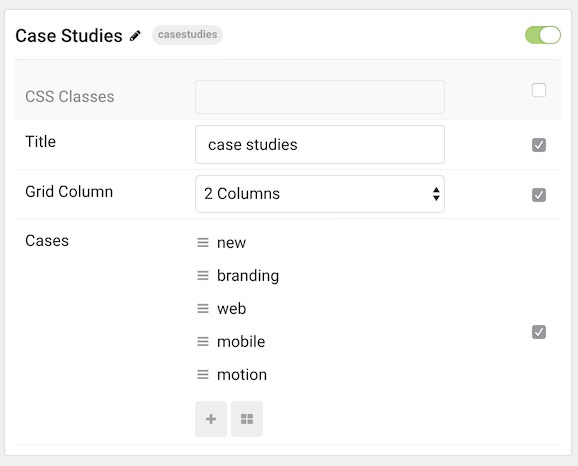 Case Studies casestudies
CSS Classes
Title case studies
Grid Column 2 Columns
Cases new
branding
web
mobile
motion